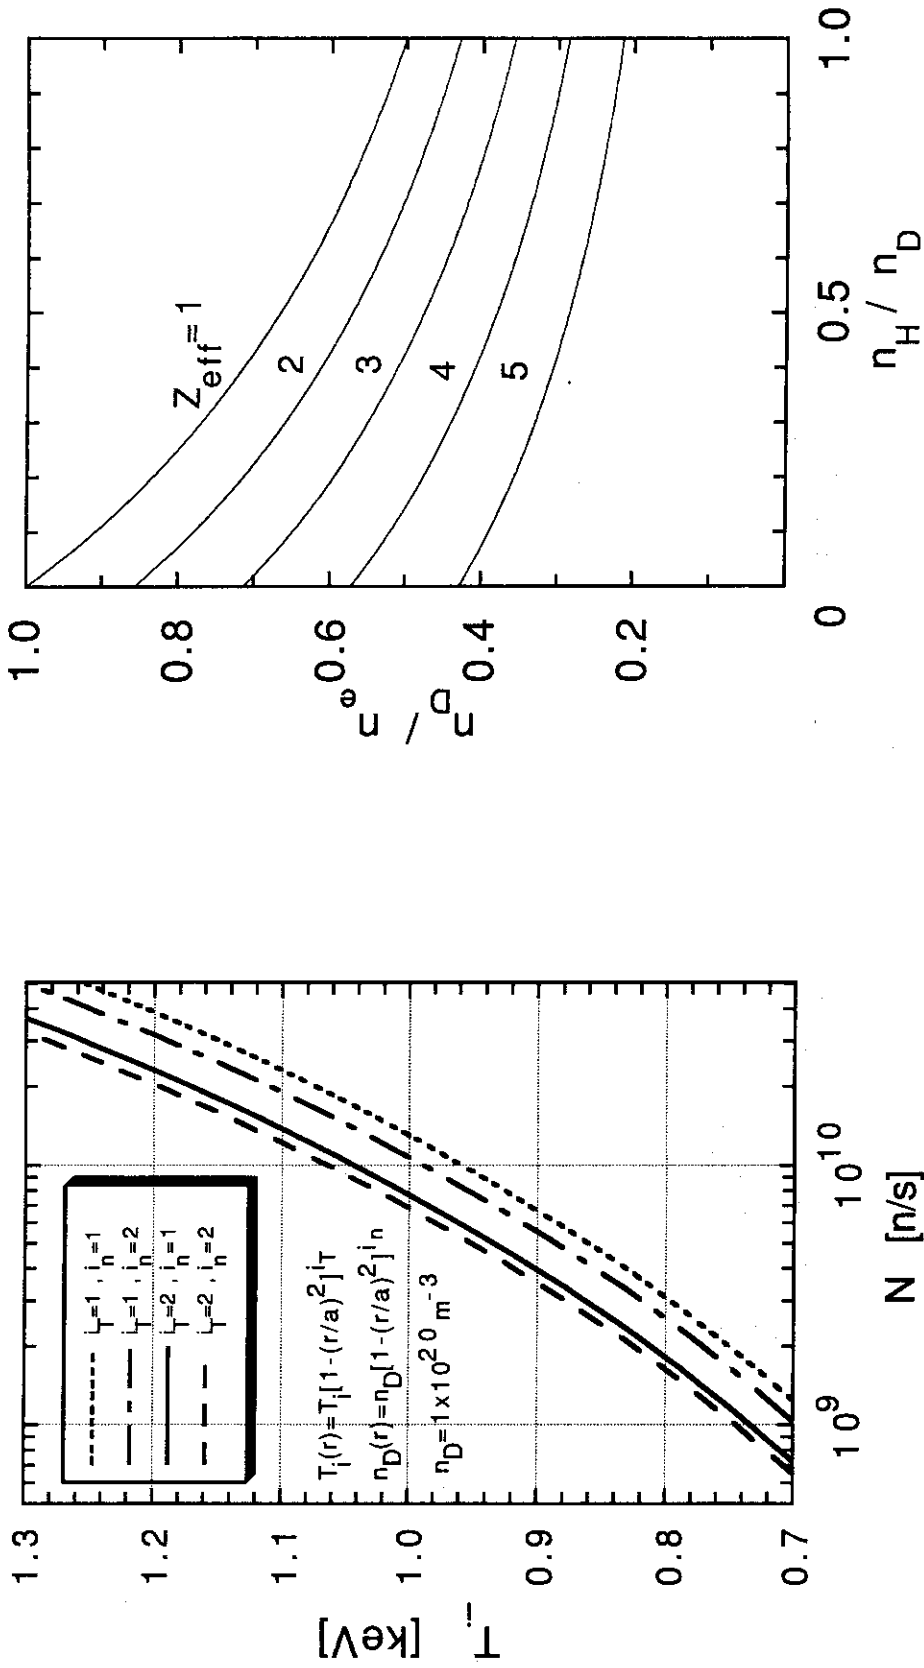 T_i [keV]
1.3
1.2
1.1
1.0
0.9
0.8
0.7
i_T=1 , i_n=1
i_T=1, i_n=2
i_T=2, i_n=1
i_T=2, i_n=2
T_i(r)=T_i[1-(r/a)^2]^i_T
n_D(r)=n_D[1-(r/a)^2]^i_n
n_D=1x10^20 m^-3
10^9
10^10
N [n/s]
n_D / n_e
1.0
0.8
0.6
0.4
0.2
Z_eff=1
2
3
4
5
0
0.5
1.0
n_H / n_D